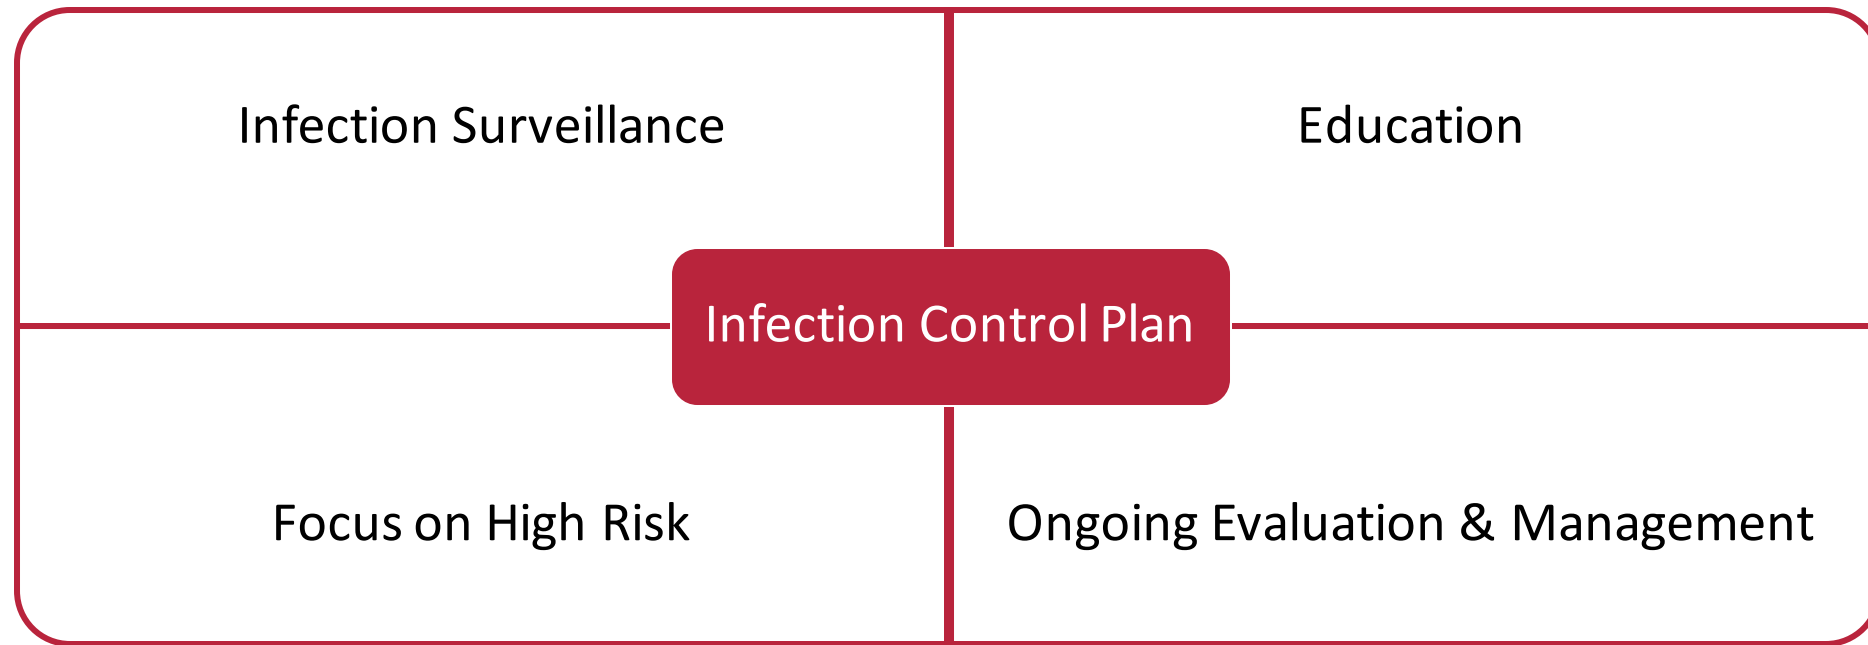 Infection Surveillance
Education
Infection Control Plan
Focus on High Risk
Ongoing Evaluation & Management